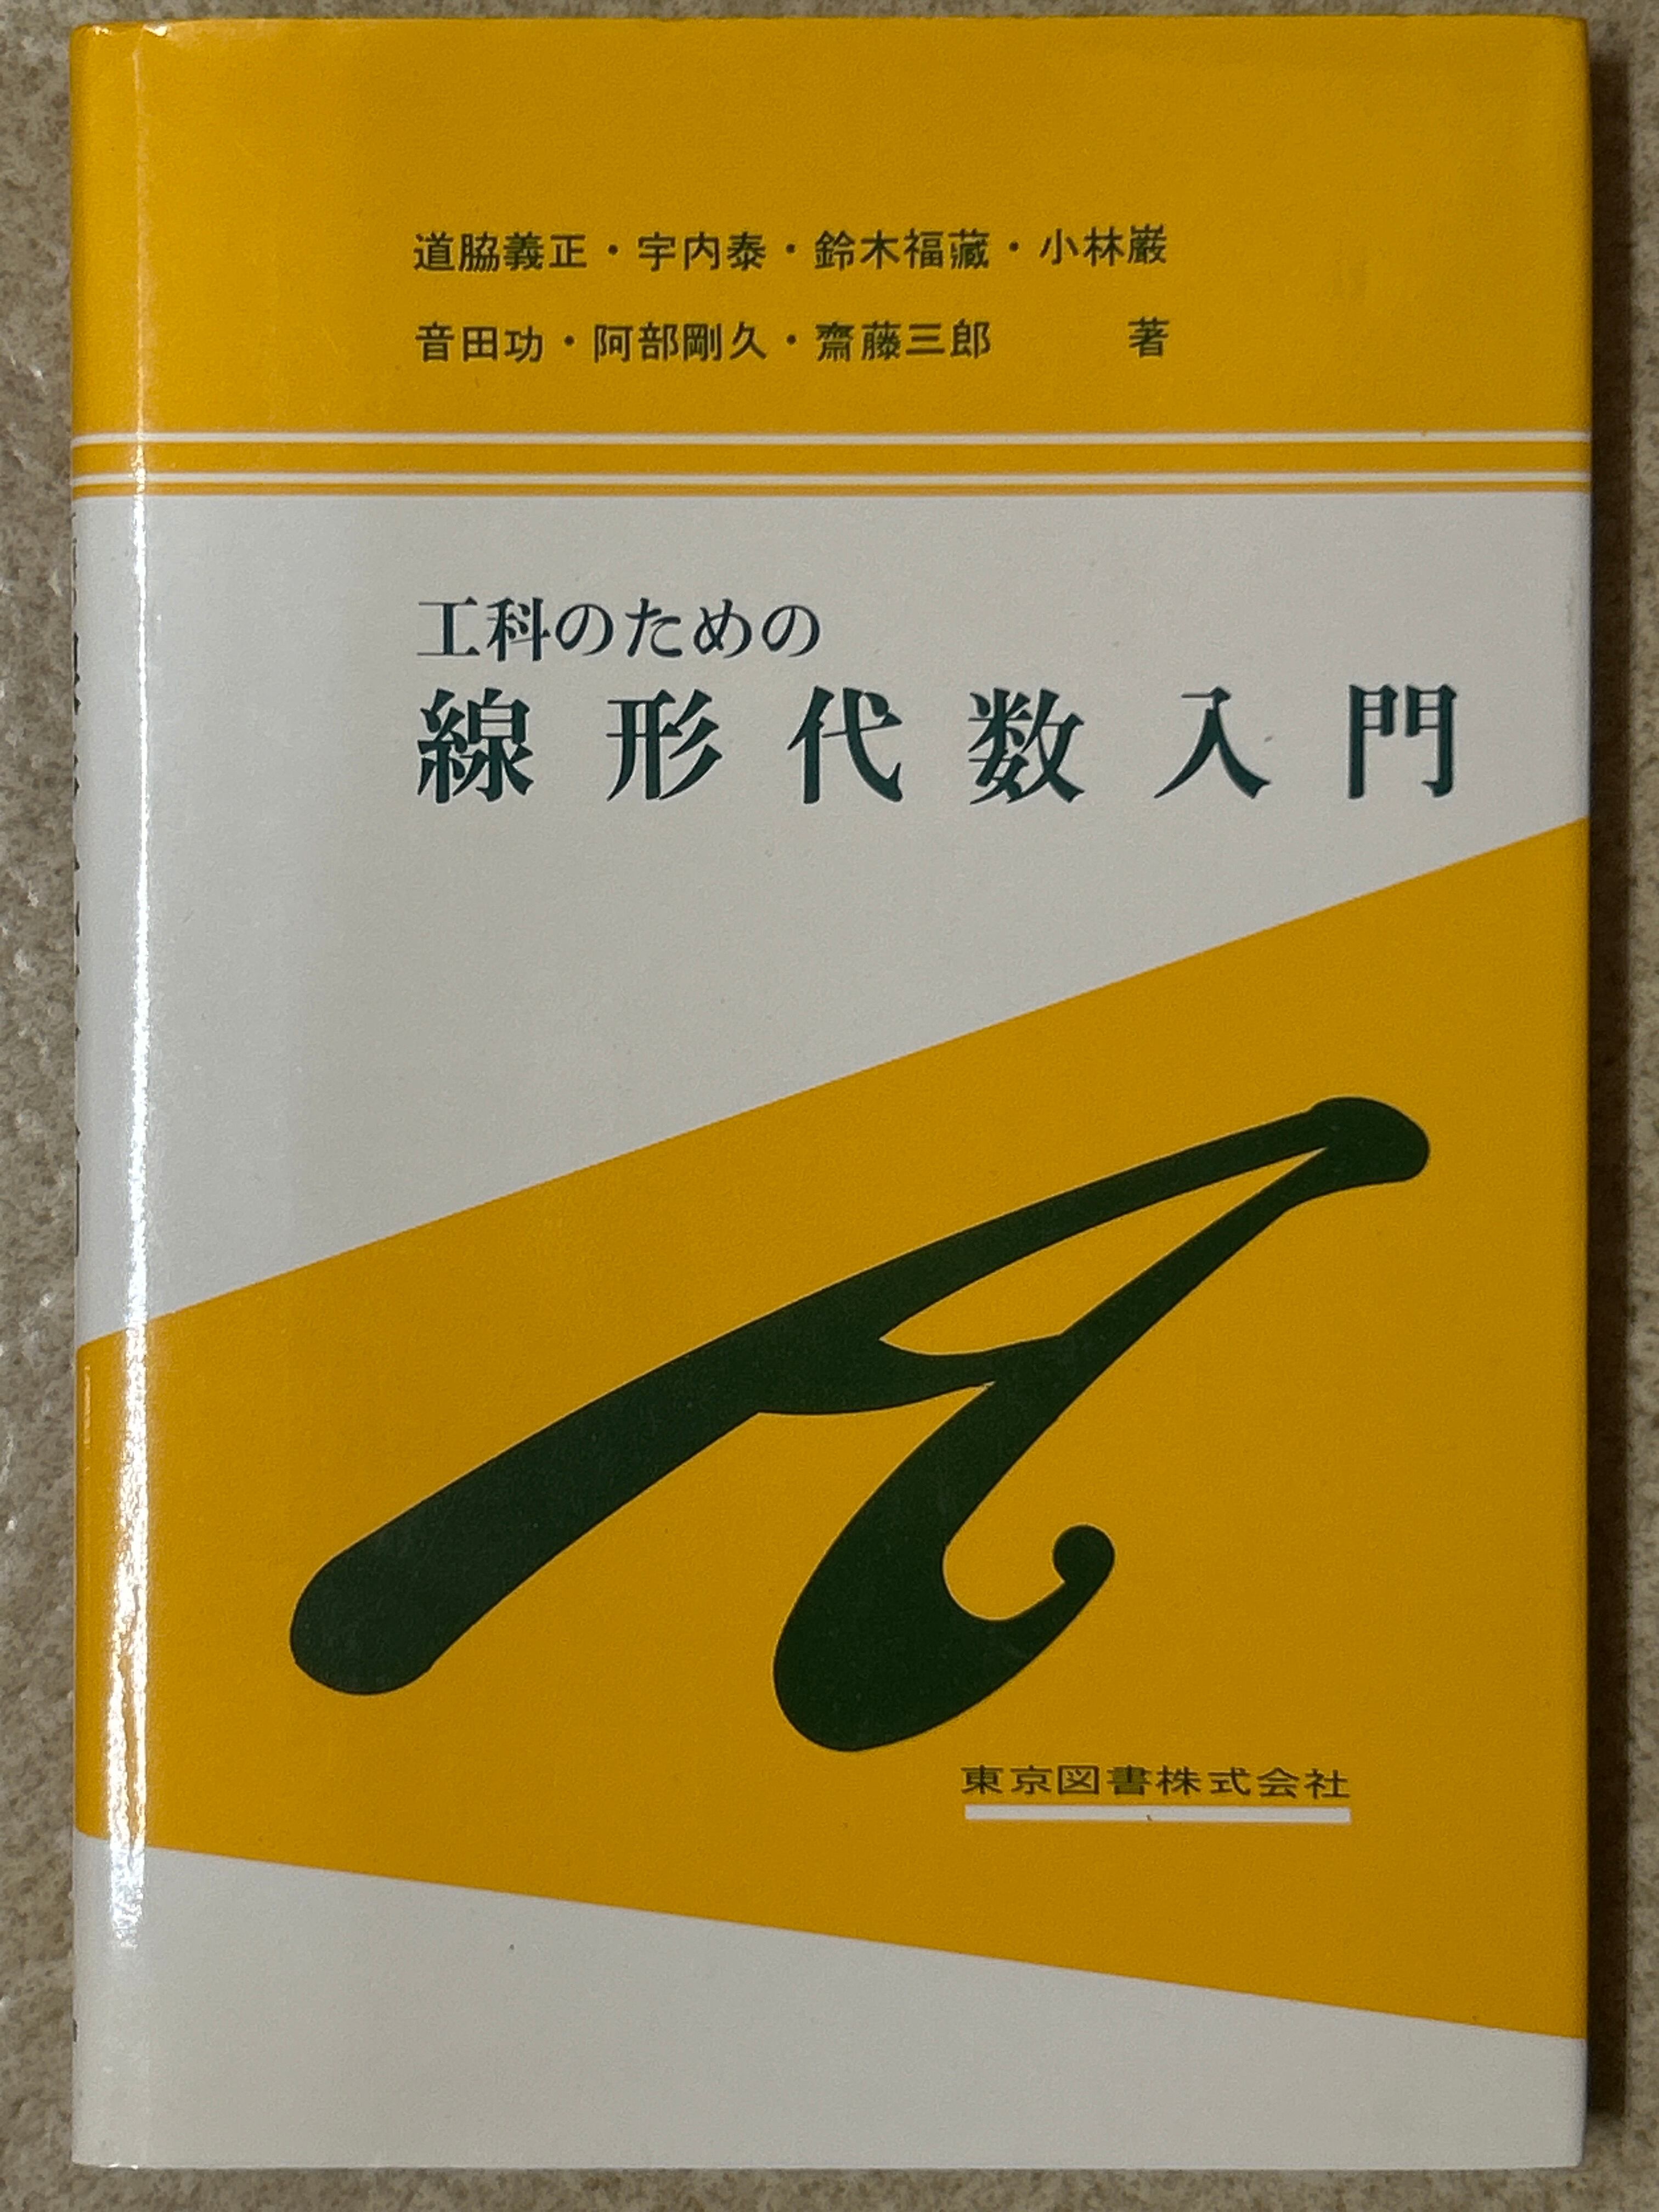 道脇義正・宇内泰・鈴木福藏・小林巌
音田功・阿部剛久・齋藤三郎 著
工科のための
線形代数入門
東京図書株式会社